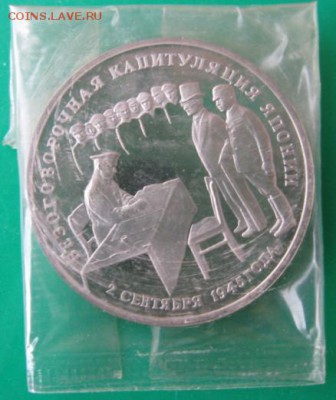 COINS.LAVE.RU
БЕЗОГОВОРОЧНАЯ КАПИТУЛЯЦИЯ ЯПОНИИ
2 СЕНТЯБРЯ 1945 ГОДА